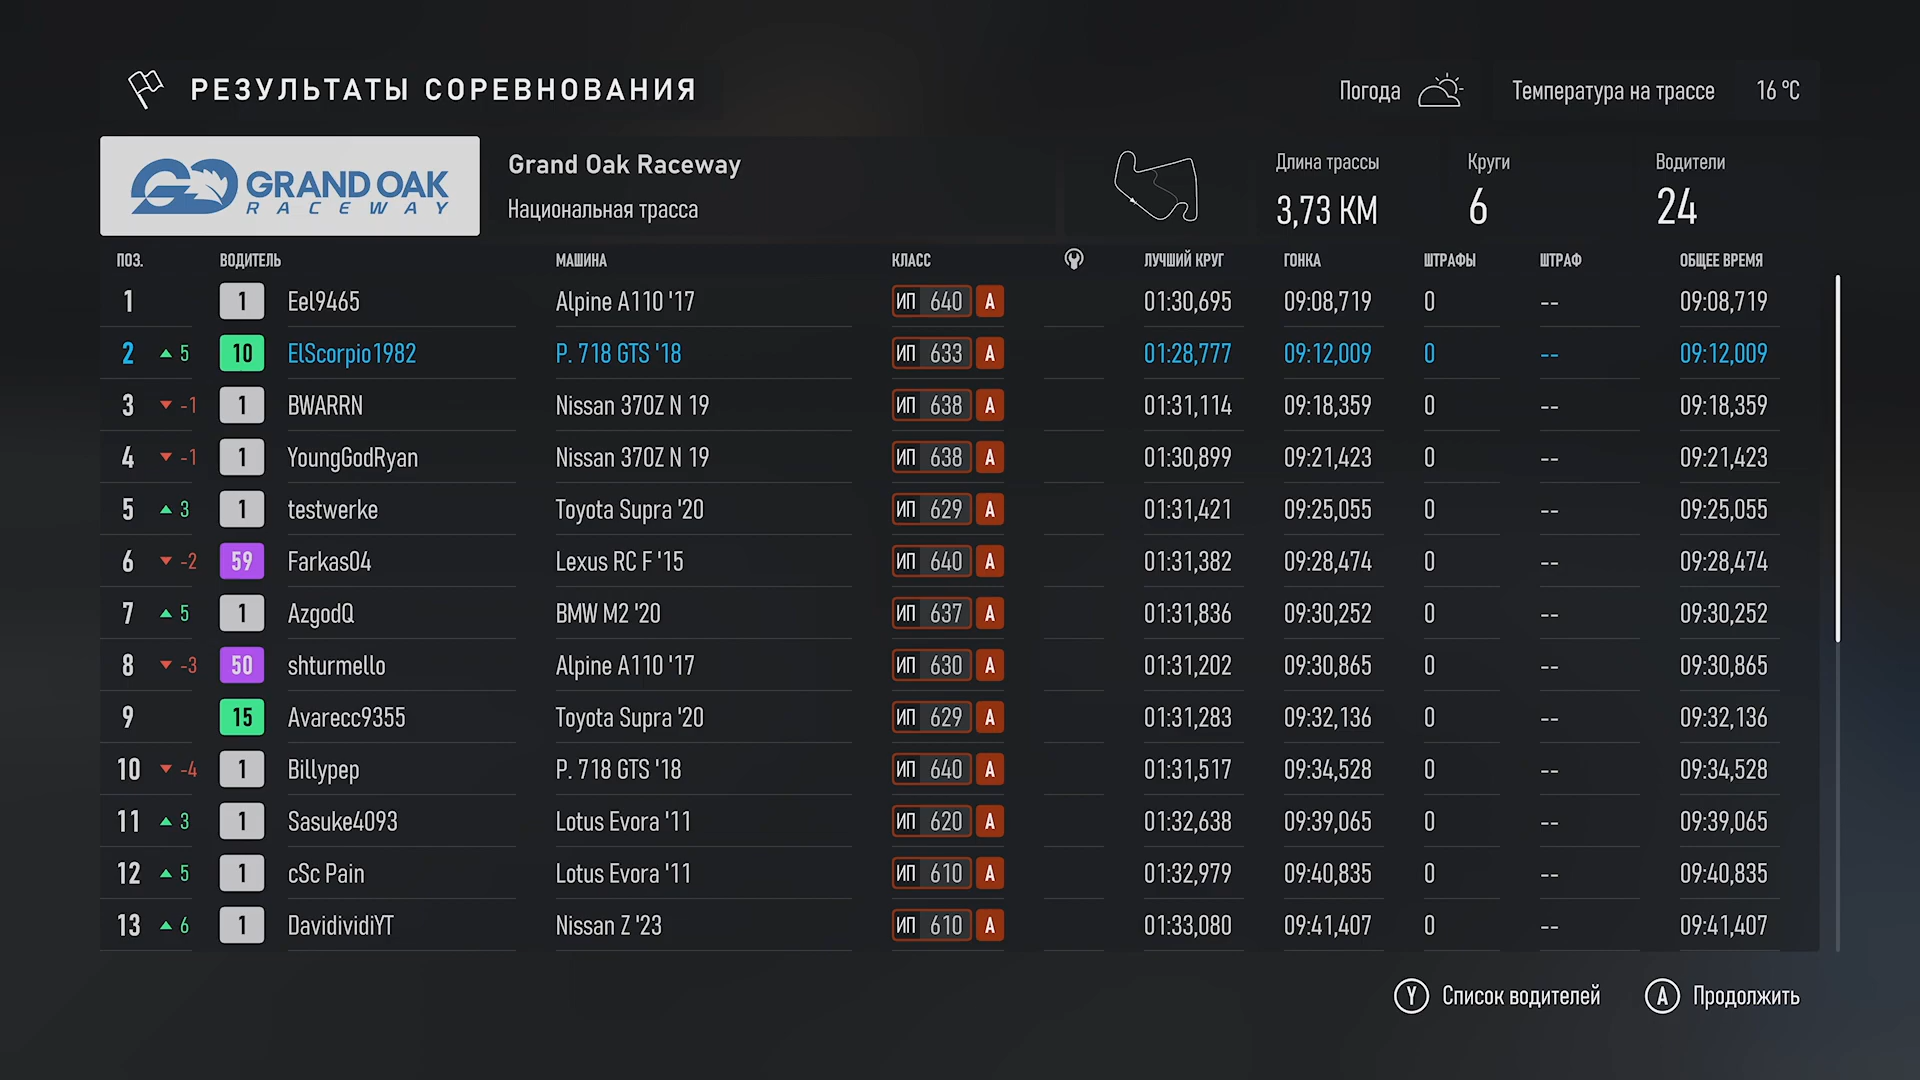 РЕЗУЛЬТАТЫ СОРЕВНОВАНИЯ
Погода Температура на трассе 16 °C
GRAND OAK
RACEWAY
Grand Oak Raceway
Национальная трасса
Длина трассы Круги Водители
3,73 КМ 6 24
ПОЗ. ВОДИТЕЛЬ МАШИНА КЛАСС ЛУЧШИЙ КРУГ ГОНКА ШТРАФЫ ШТРАФ ОБЩЕЕ ВРЕМЯ
1 1 Eel9465 Alpine A110 '17 ИП 640 A 01:30,695 09:08,719 0 -- 09:08,719
2 5 10 ElScorpio1982 P. 718 GTS '18 ИП 633 A 01:28,777 09:12,009 0 -- 09:12,009
3 -1 1 BWARRN Nissan 370Z N 19 ИП 638 A 01:31,114 09:18,359 0 -- 09:18,359
4 -1 1 YoungGodRyan Nissan 370Z N 19 ИП 638 A 01:30,899 09:21,423 0 -- 09:21,423
5 3 1 testwerke Toyota Supra '20 ИП 629 A 01:31,421 09:25,055 0 -- 09:25,055
6 -2 59 Farkas04 Lexus RC F '15 ИП 640 A 01:31,382 09:28,474 0 -- 09:28,474
7 5 1 AzgodQ BMW M2 '20 ИП 637 A 01:31,836 09:30,252 0 -- 09:30,252
8 -3 50 shturmello Alpine A110 '17 ИП 630 A 01:31,202 09:30,865 0 -- 09:30,865
9 15 Avarecc9355 Toyota Supra '20 ИП 629 A 01:31,283 09:32,136 0 -- 09:32,136
10 -4 1 Billypep P. 718 GTS '18 ИП 640 A 01:31,517 09:34,528 0 -- 09:34,528
11 3 1 Sasuke4093 Lotus Evora '11 ИП 620 A 01:32,638 09:39,065 0 -- 09:39,065
12 5 1 cSc Pain Lotus Evora '11 ИП 610 A 01:32,979 09:40,835 0 -- 09:40,835
13 6 1 DavidividiYT Nissan Z '23 ИП 610 A 01:33,080 09:41,407 0 -- 09:41,407
Y Список водителей A Продолжить